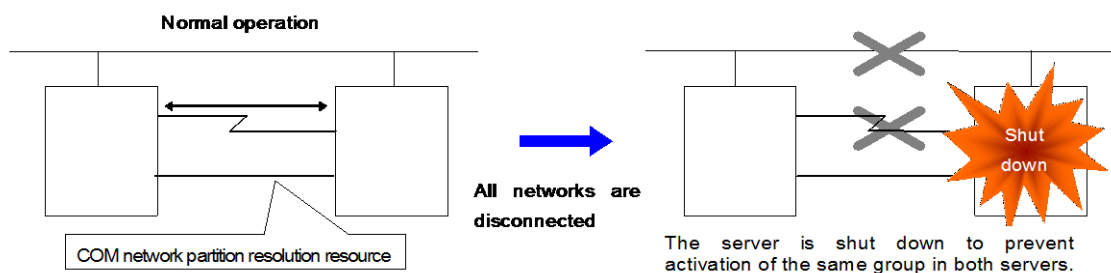 Normal operation
All networks are
disconnected
COM network partition resolution resource
Shut
down
The server is shut down to prevent
activation of the same group in both servers.